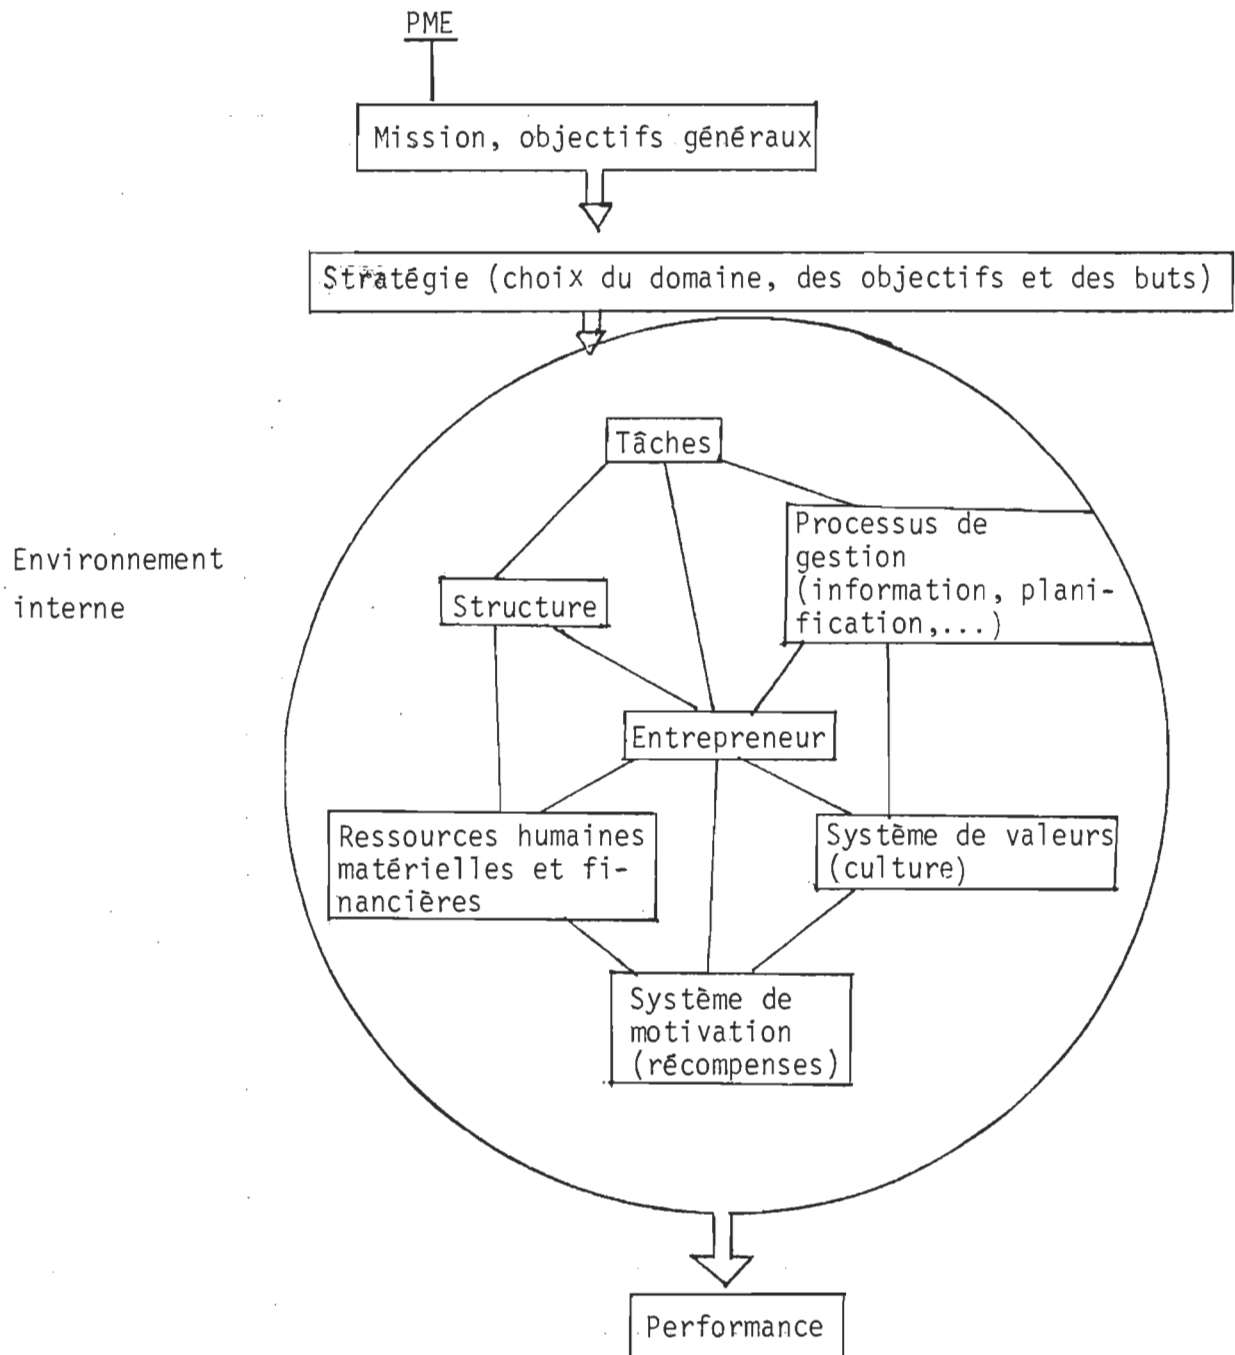 PME
Mission, objectifs généraux
Stratégie (choix du domaine, des objectifs et des buts)
Tâches
Processus de
gestion
(information, plani-
fication,...)
Environnement
interne
Structure
Entrepreneur
Ressources humaines
matérielles et fi-
nancières
Système de valeurs
(culture)
Système de
motivation
(récompenses)
Performance